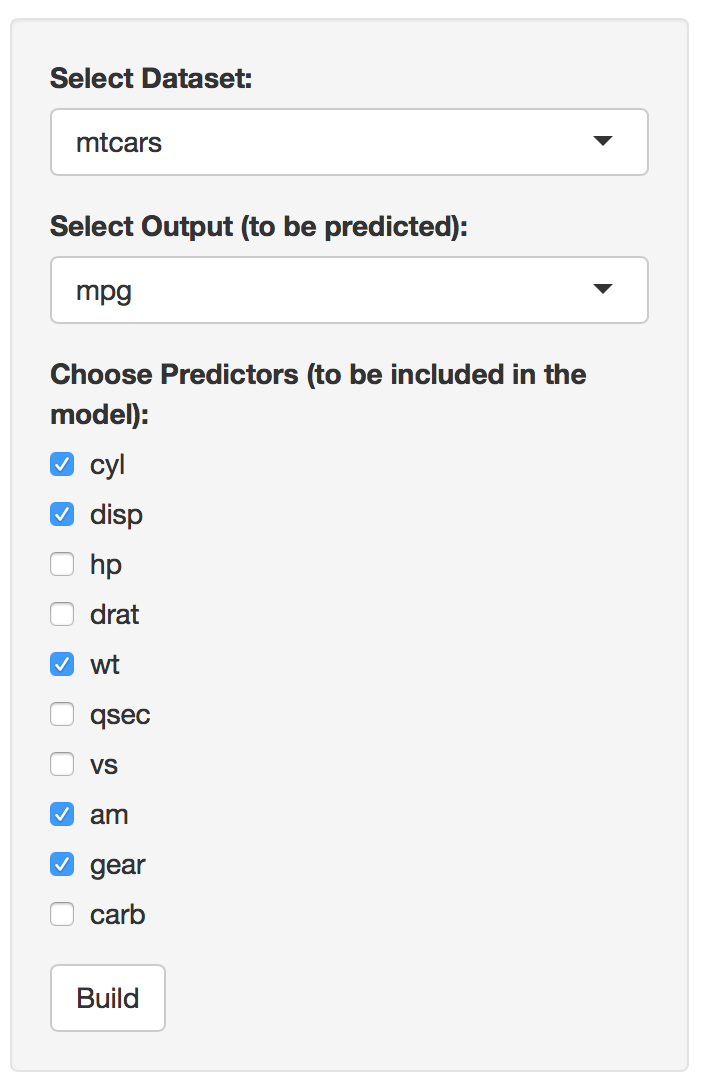 Select Dataset:
mtcars
Select Output (to be predicted):
mpg
Choose Predictors (to be included in the
model):
cyl
disp
hp
drat
wt
qsec
vs
am
gear
carb
Build